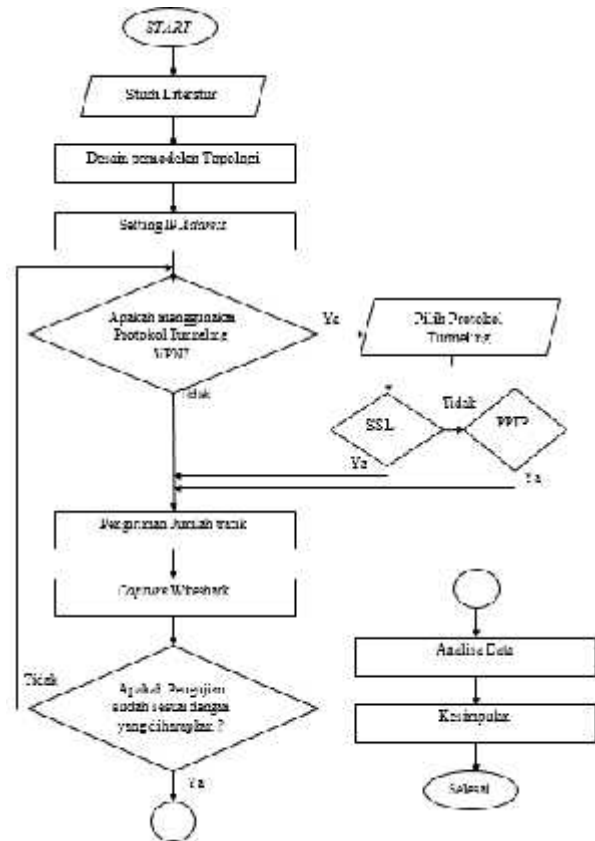 START
Studi Literatur
Desain pemodelan Topologi
Setting IP Address
Apakah menggunakan
Protokol Tunneling
VPN?
Ya
Pilih Protokol
Tunneling
Tidak
SSL
Tidak
PPTP
Ya
Ya
Pengiriman Jumlah trafik
Capture Wireshark
Tidak
Apakah Pengujian
sudah sesuai dengan
yang diharapkan ?
Ya
Analisa Data
Kesimpulan
Selesai